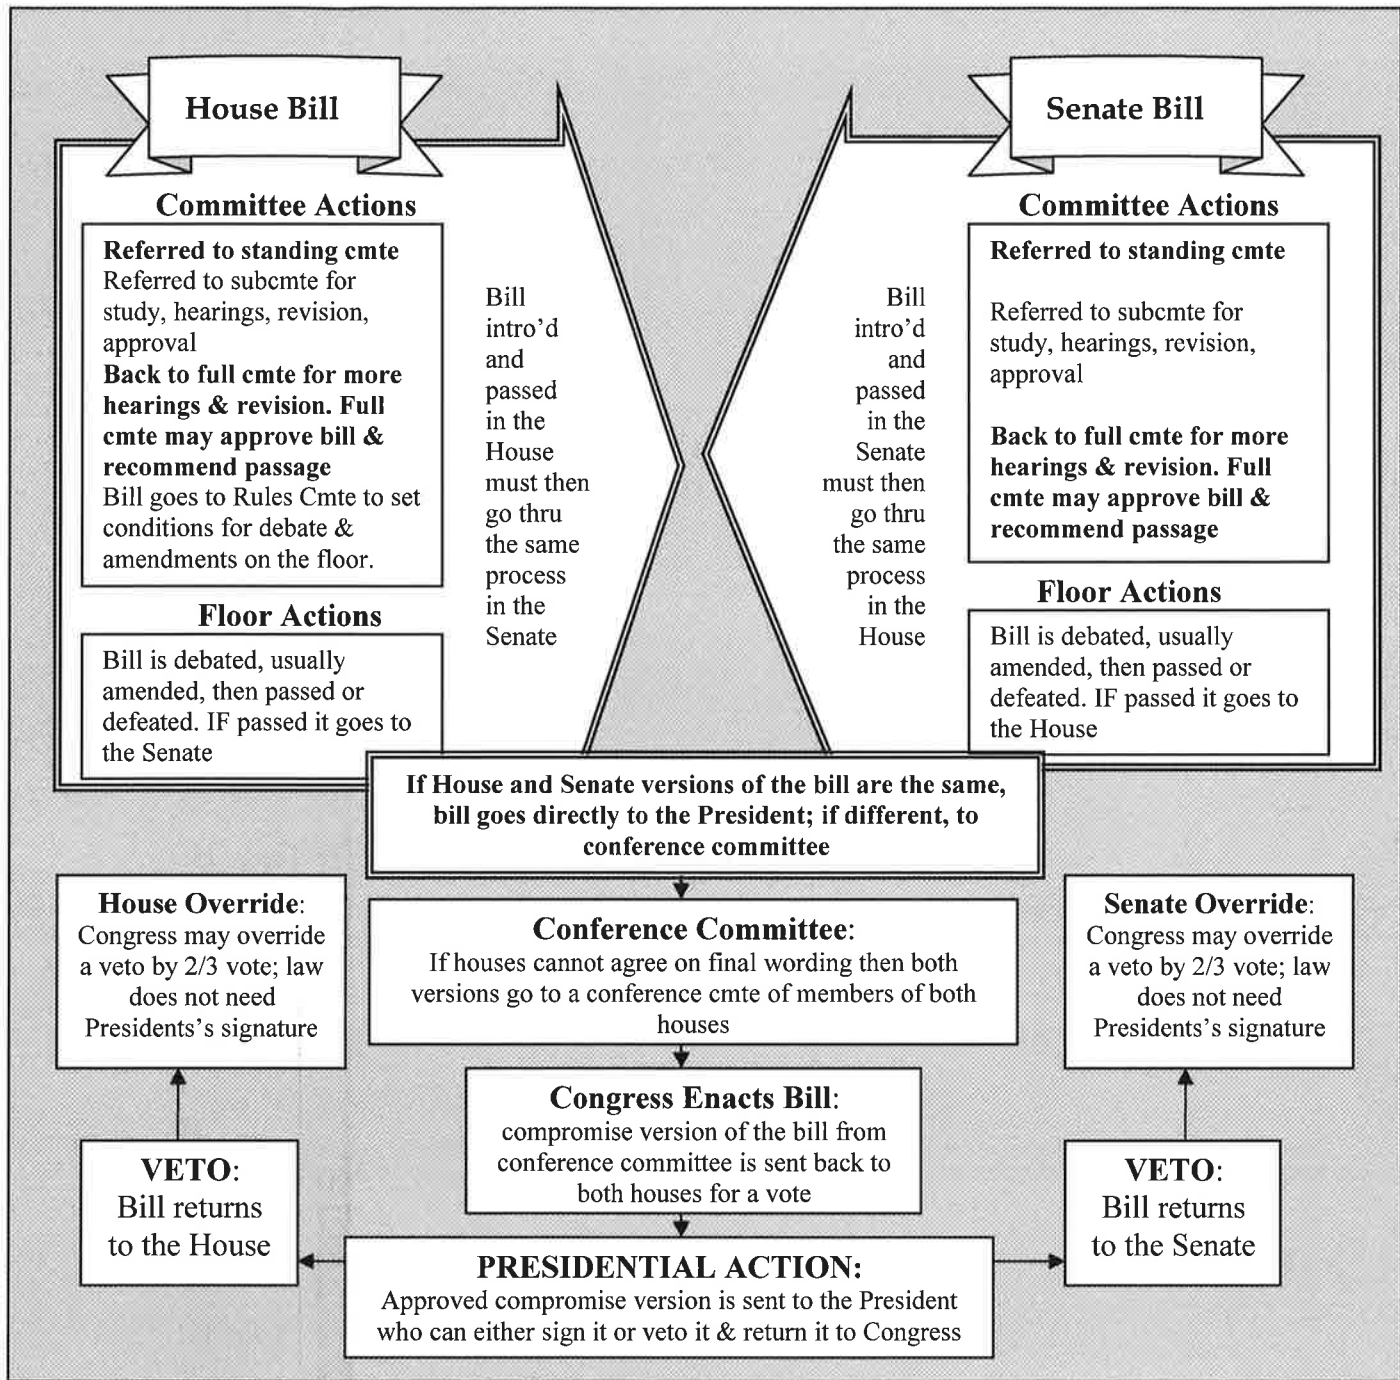 House Bill
Committee Actions
Referred to standing cmte
Referred to subcmte for
study, hearings, revision,
approval
Back to full cmte for more
hearings & revision. Full
cmte may approve bill &
recommend passage
Bill goes to Rules Cmte to set
conditions for debate &
amendments on the floor.
Floor Actions
Bill is debated, usually
amended, then passed or
defeated. IF passed it goes to
the Senate
Bill
intro’d
and
passed
in the
House
must then
go thru
the same
process
in the
Senate
Bill
intro’d
and
passed
in the
Senate
must then
go thru
the same
process
in the
House
Senate Bill
Committee Actions
Referred to standing cmte
Referred to subcmte for
study, hearings, revision,
approval
Back to full cmte for more
hearings & revision. Full
cmte may approve bill &
recommend passage
Floor Actions
Bill is debated, usually
amended, then passed or
defeated. IF passed it goes to
the House
If House and Senate versions of the bill are the same,
bill goes directly to the President; if different, to
conference committee
House Override:
Congress may override
a veto by 2/3 vote; law
does not need
Presidents’s signature
Conference Committee:
If houses cannot agree on final wording then both
versions go to a conference cmte of members of both
houses
Senate Override:
Congress may override
a veto by 2/3 vote; law
does not need
Presidents’s signature
Congress Enacts Bill:
compromise version of the bill from
conference committee is sent back to
both houses for a vote
VETO:
Bill returns
to the House
VETO:
Bill returns
to the Senate
PRESIDENTIAL ACTION:
Approved compromise version is sent to the President
who can either sign it or veto it & return it to Congress